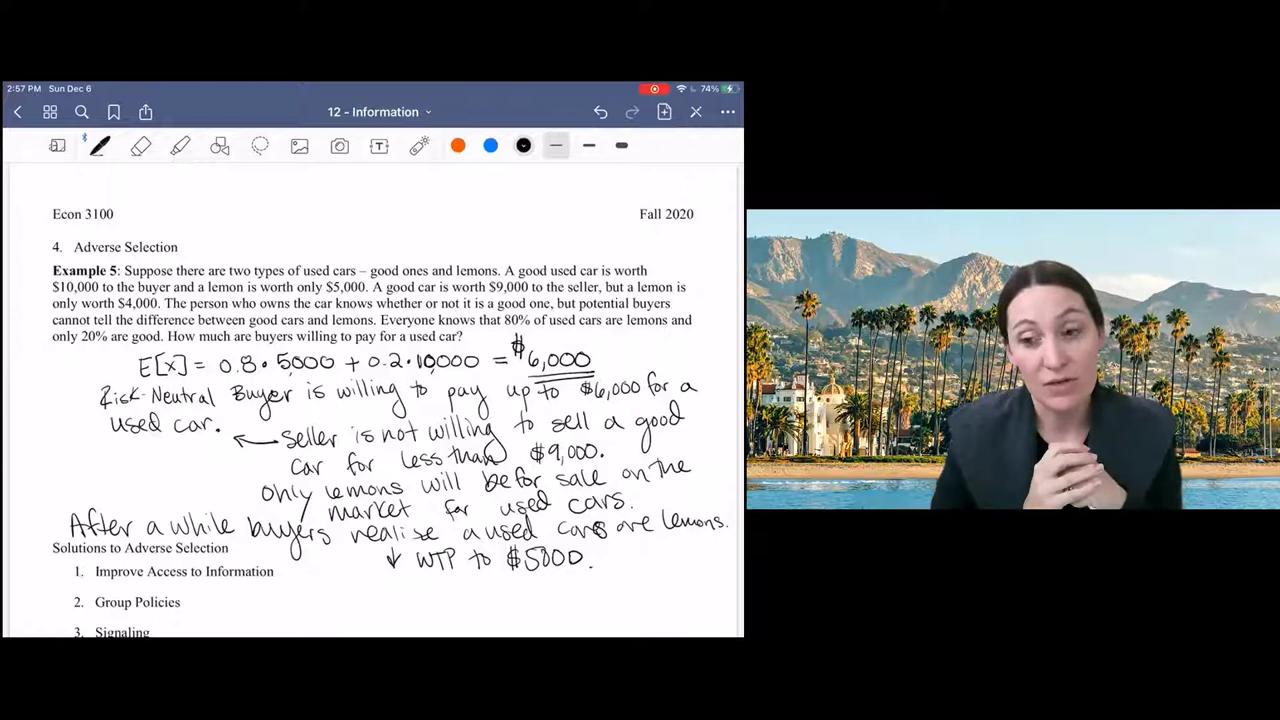 2:57 PM Sun Dec 6
74%
12 - Information
T
Econ 3100 Fall 2020
4. Adverse Selection
Example 5: Suppose there are two types of used cars – good ones and lemons. A good used car is worth
$10,000 to the buyer and a lemon is worth only $5,000. A good car is worth $9,000 to the seller, but a lemon is
only worth $4,000. The person who owns the car knows whether or not it is a good one, but potential buyers
cannot tell the difference between good cars and lemons. Everyone knows that 80% of used cars are lemons and
only 20% are good. How much are buyers willing to pay for a used car?
E[x] = 0.8 · 5,000 + 0.2 · 10,000 = $6,000
Risk-Neutral Buyer is willing to pay up to $6,000 for a
used car. ← seller is not willing to sell a good
car for less than $9,000.
only lemons will be for sale on the
market for used cars.
After a while buyers realize a used cars are lemons.
Solutions to Adverse Selection
↓ WTP to $5000.
1. Improve Access to Information
2. Group Policies
3. Signaling